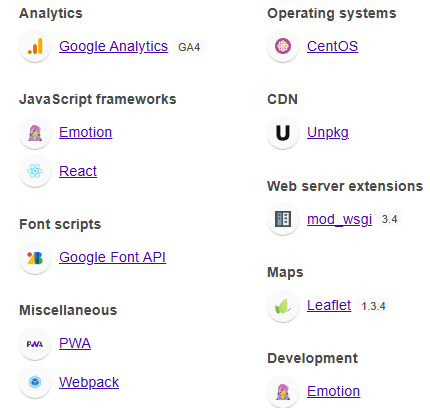 Analytics
Google Analytics GA4
JavaScript frameworks
Emotion
React
Font scripts
Google Font API
Miscellaneous
PWA
PWA
Webpack
Operating systems
CentOS
CDN
U
Unpkg
Web server extensions
mod_wsgi 3.4
Maps
Leaflet 1.3.4
Development
Emotion